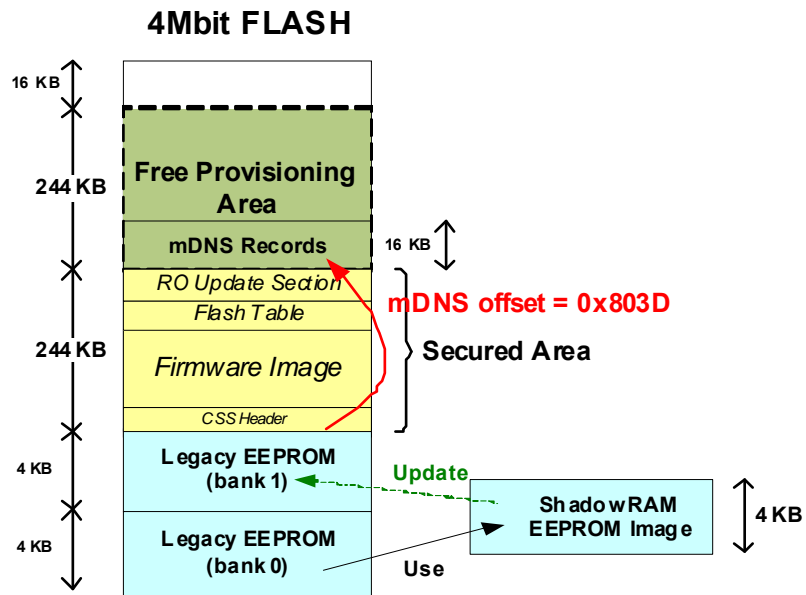 4Mbit FLASH
16 KB
244 KB
Free Provisioning
Area
mDNS Records
16 KB
RO Update Section
mDNS offset = 0x803D
Flash Table
244 KB
Secured Area
Firmware Image
CSS Header
4 KB
Legacy EEPROM
(bank 1)
Update
ShadowRAM
EEPROM Image
4 KB
4 KB
Legacy EEPROM
(bank 0)
Use